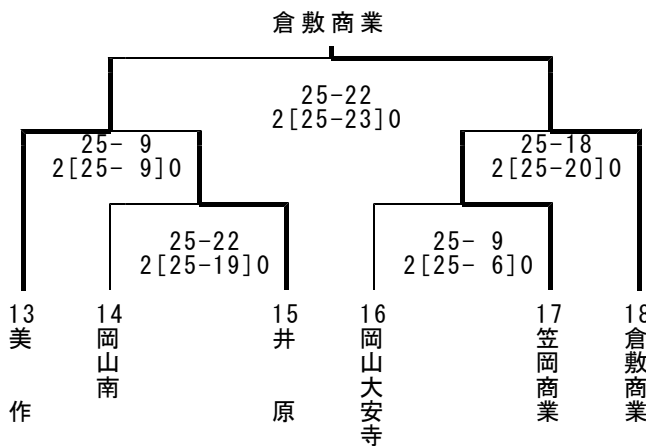 倉敷商業
25-22
2[25-23]0
25- 9
2[25- 9]0
25-18
2[25-20]0
25-22
2[25-19]0
25- 9
2[25- 6]0
13
美作
14
岡山南
15
井原
16
岡山大安寺
17
笠岡商業
18
倉敷商業